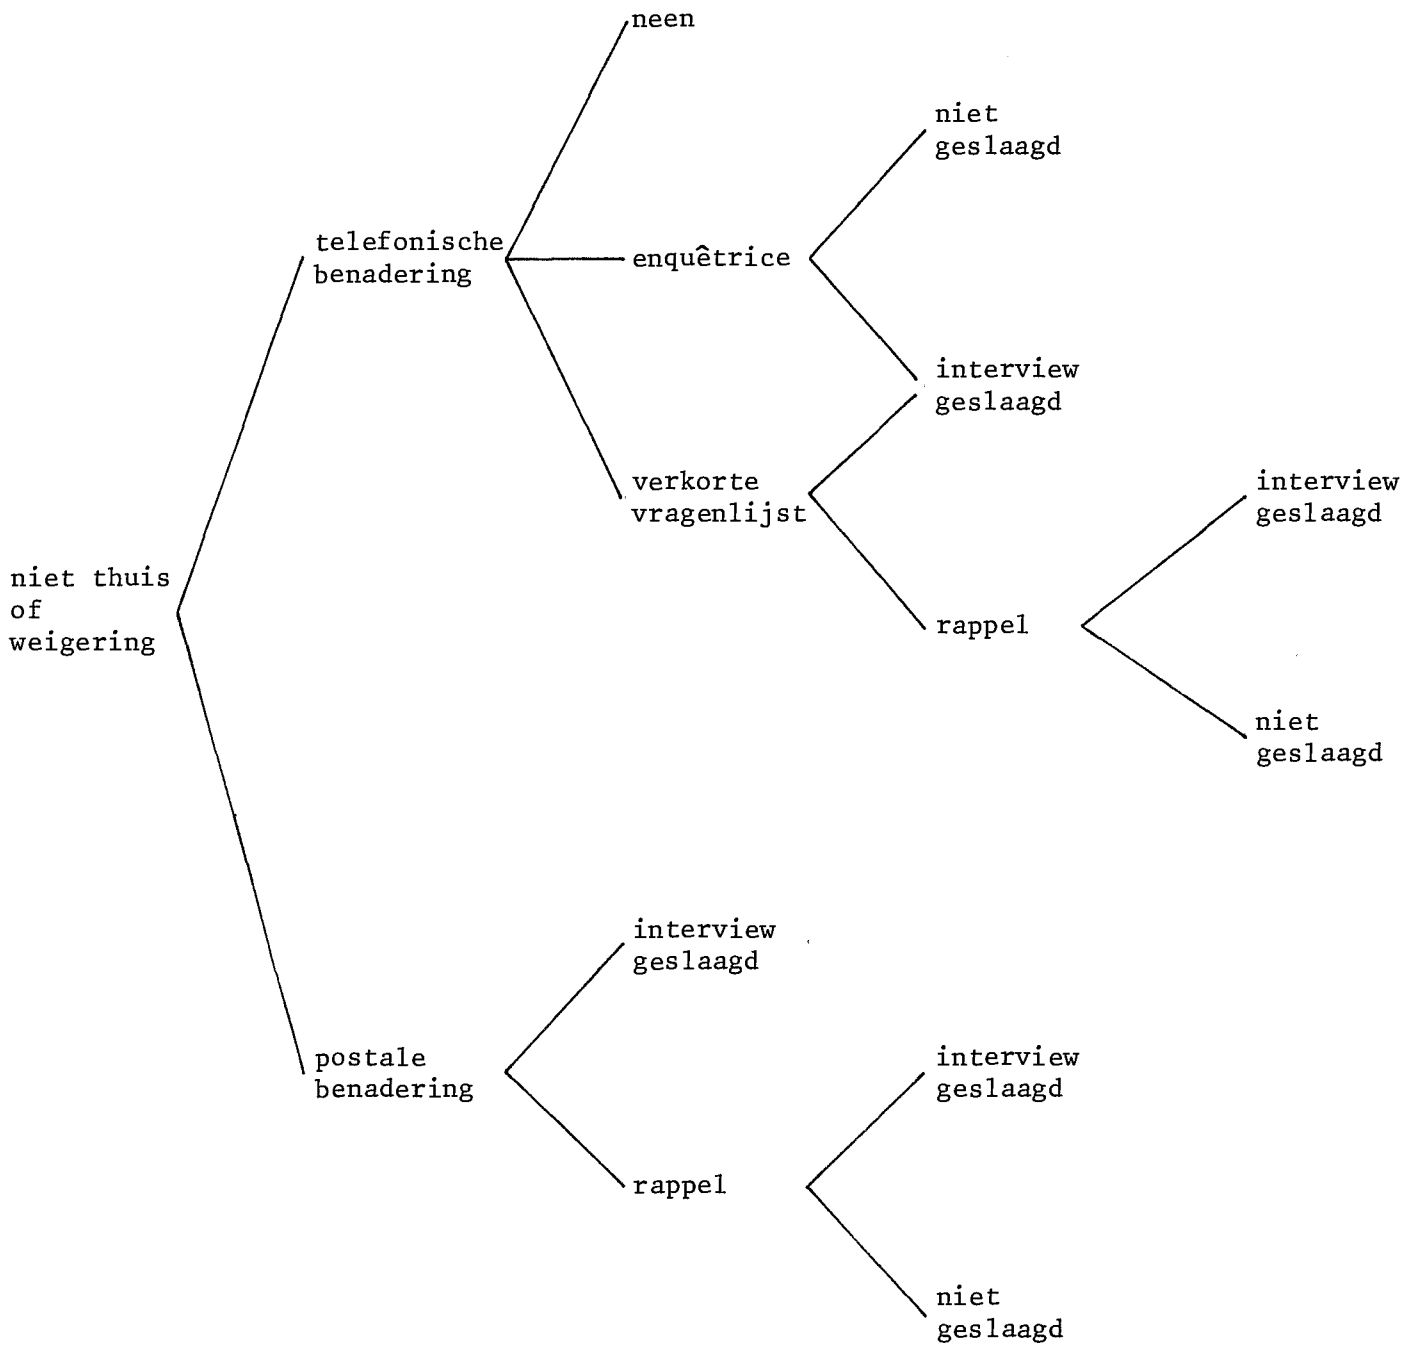 neen
niet
geslaagd
telefonische
benadering
enquêtrice
interview
geslaagd
verkorte
vragenlijst
interview
geslaagd
niet thuis
of
weigering
rappel
niet
geslaagd
interview
geslaagd
postale
benadering
interview
geslaagd
rappel
niet
geslaagd